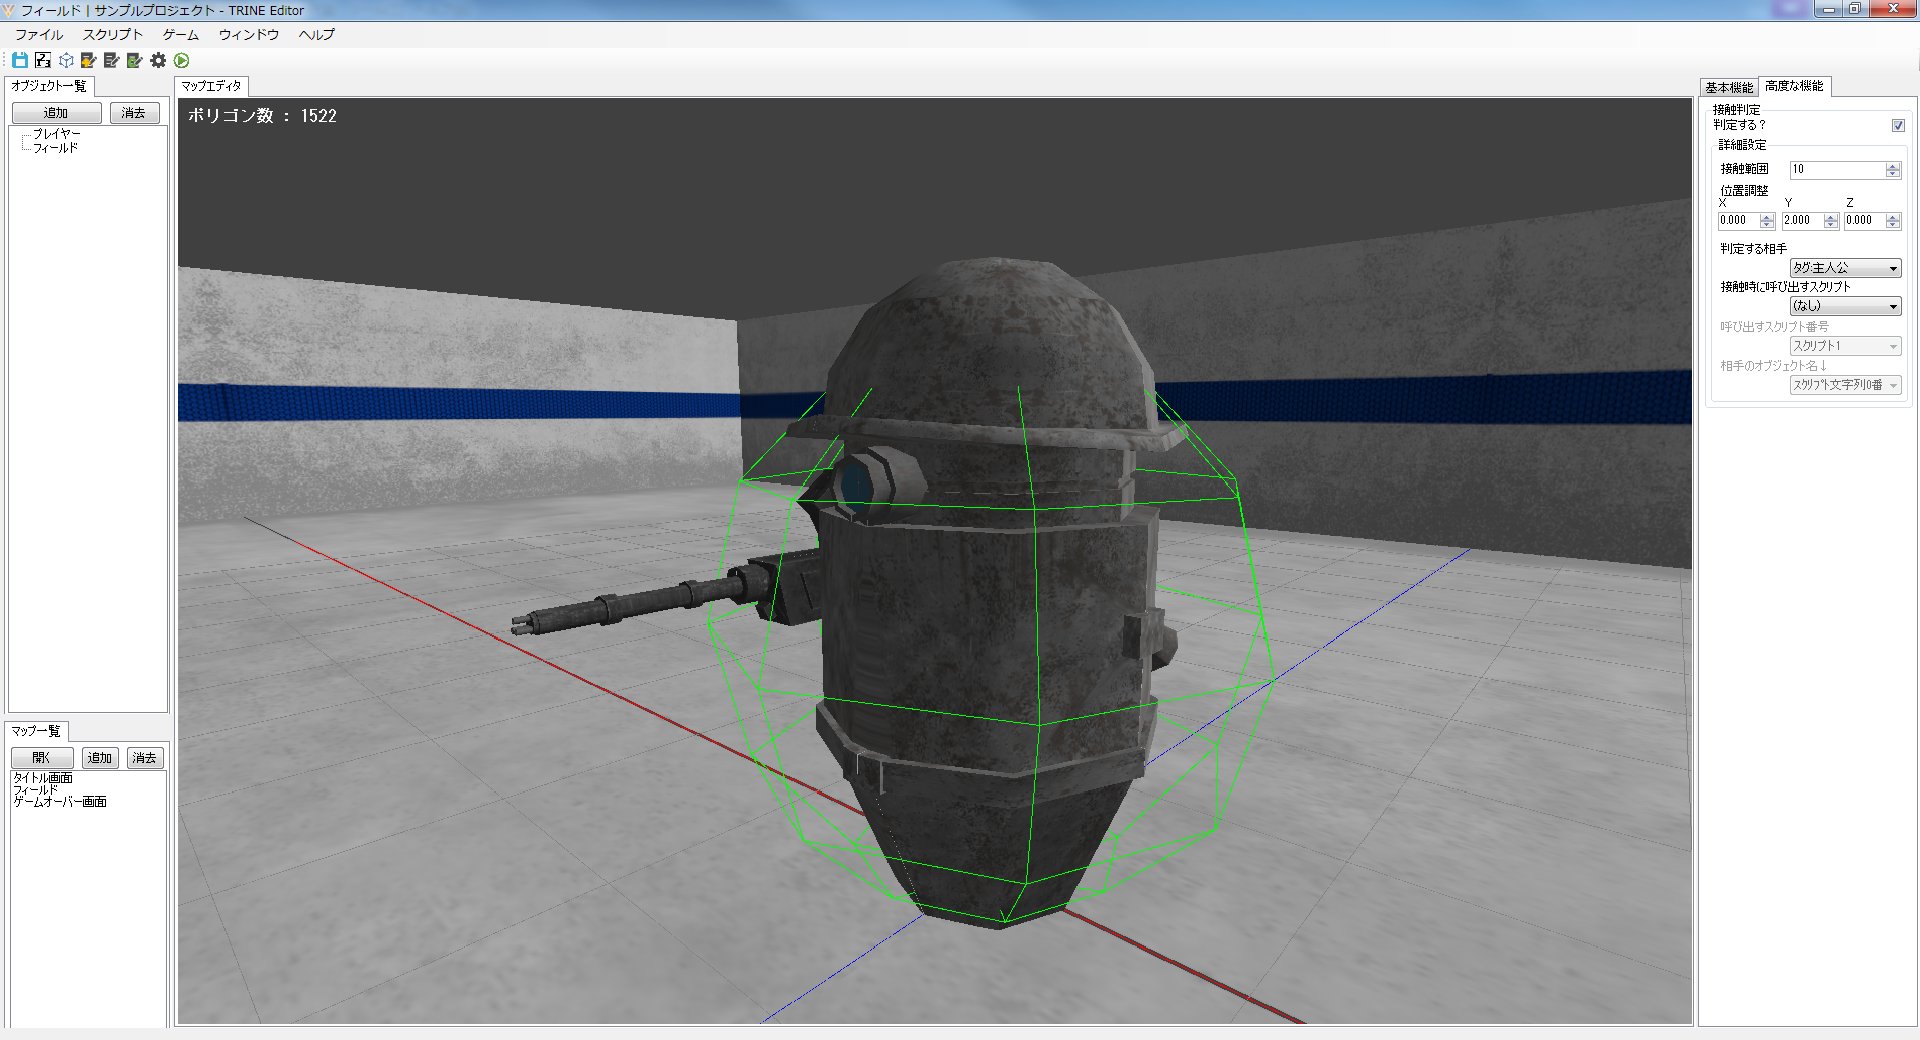 フィールド | サンプルプロジェクト - TRINE Editor
ファイル スクリプト ゲーム ウィンドウ ヘルプ
オブジェクト一覧
追加 消去
プレイヤー
フィールド
マップ一覧
開く 追加 消去
タイトル画面
フィールド
ゲームオーバー画面
マップエディタ
ポリゴン数 : 1522
基本機能 高度な機能
接触判定
判定する?
詳細設定
接触範囲 10
位置調整
X Y Z
0.000 2.000 0.000
判定する相手
タグ:主人公
接触時に呼び出すスクリプト
(なし)
呼び出すスクリプト番号
スクリプト1
相手のオブジェクト名↓
スクリプト文字列0番